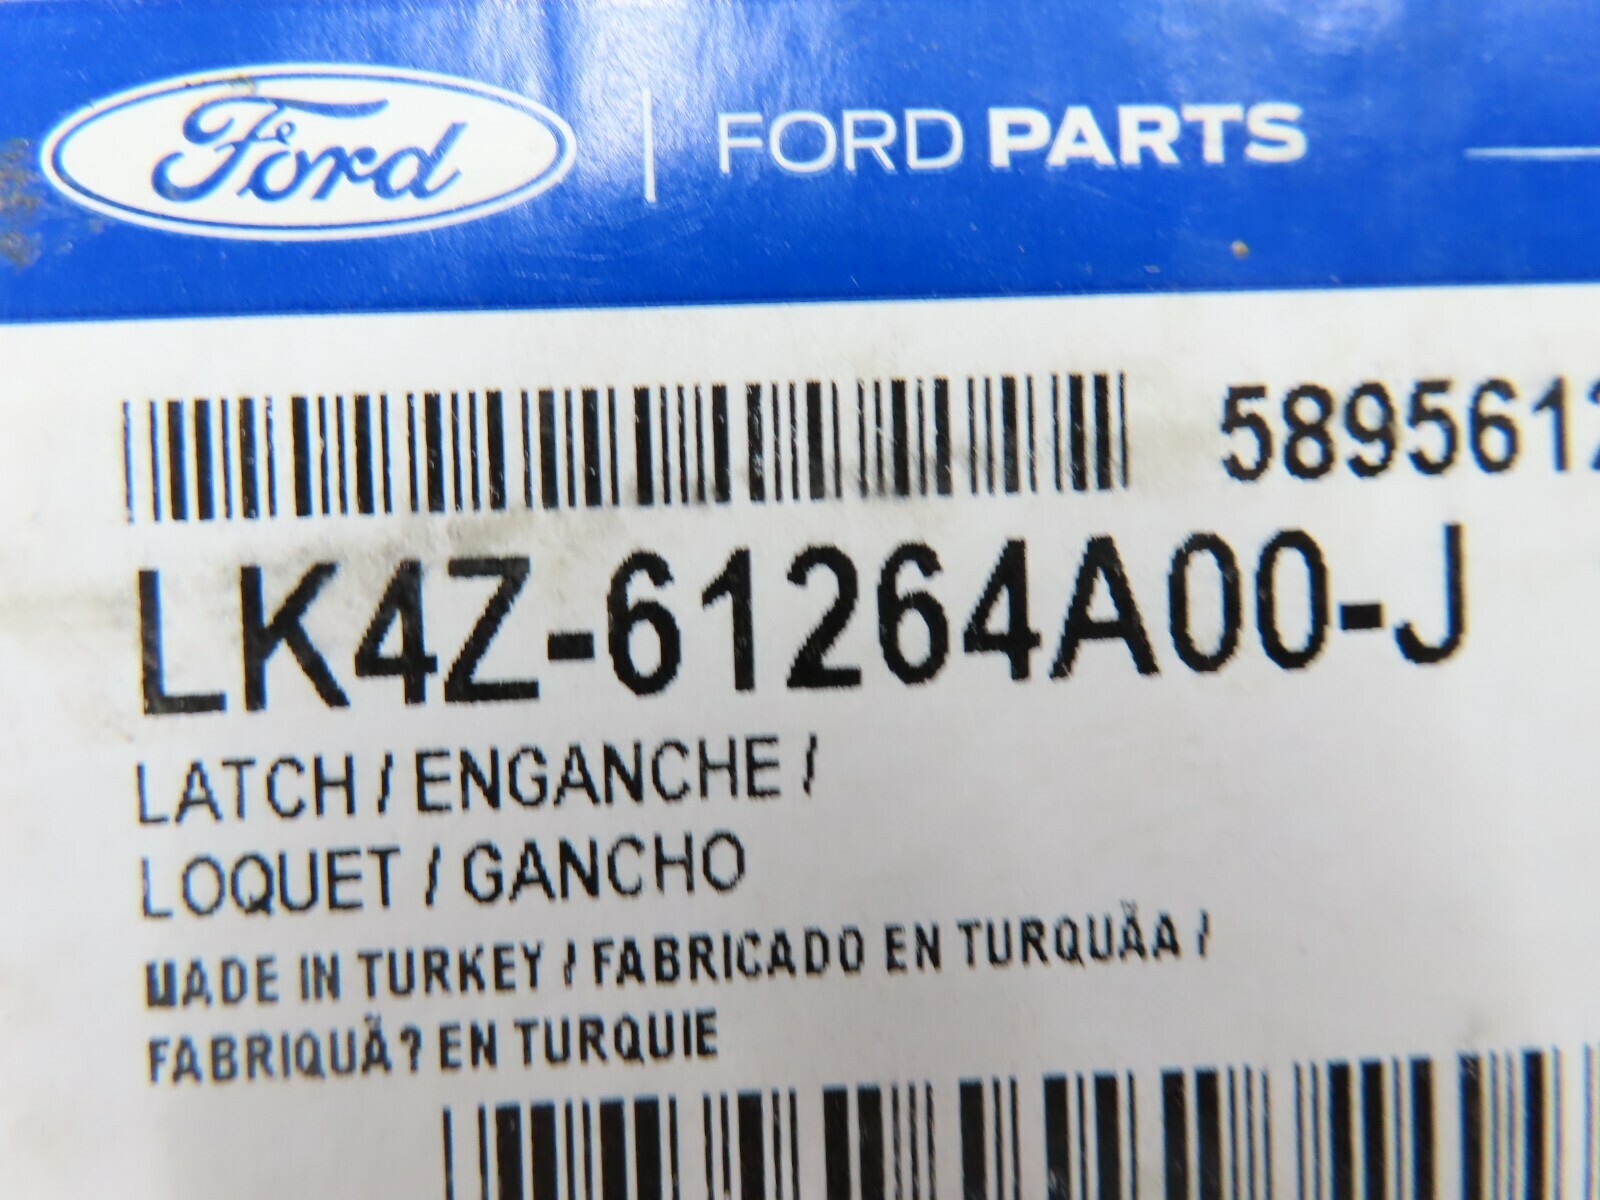 Ford | FORD PARTS
589561
LK4Z-61264A00-J
LATCH / ENGANCHE /
LOQUET / GANCHO
MADE IN TURKEY / FABRICADO EN TURQUÃA /
FABRIQUÃ? EN TURQUIE